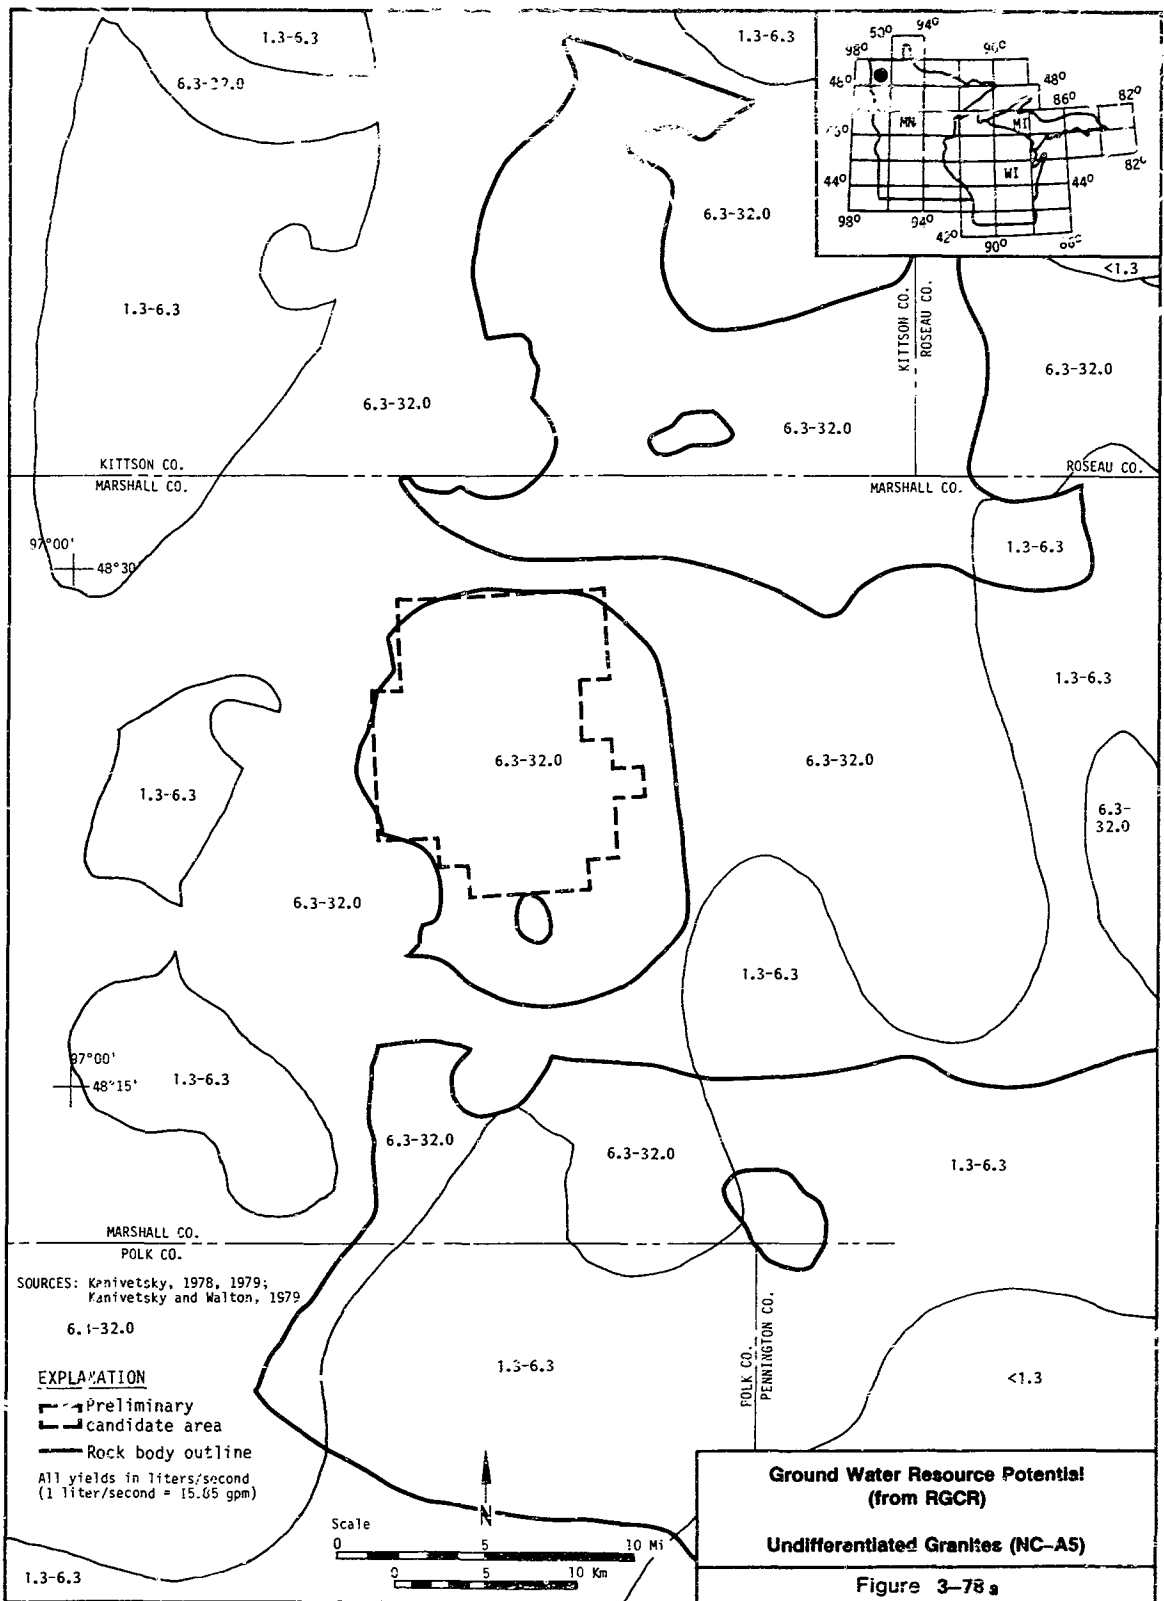 1.3-6.3
1.3-6.3
50° 94°
98° 90°
48° 48°
86° 82°
MN MI
WI
44° 44° 82°
98° 94° 42° 90°
6.3-32.0
<1.3
1.3-6.3
KITTSON CO.
ROSEAU CO.
6.3-32.0
6.3-32.0
6.3-32.0
KITTSON CO.
MARSHALL CO.
MARSHALL CO.
ROSEAU CO.
97°00'
48°30'
1.3-6.3
1.3-6.3
6.3-32.0
6.3-32.0
1.3-6.3
6.3-
32.0
6.3-32.0
1.3-6.3
97°00'
48°15'
1.3-6.3
6.3-32.0
6.3-32.0
1.3-6.3
MARSHALL CO.
POLK CO.
SOURCES: Kanivetsky, 1978, 1979;
Kanivetsky and Walton, 1979
POLK CO.
PENNINGTON CO.
1.3-6.3
<1.3
EXPLANATION
Preliminary
candidate area
Rock body outline
All yields in liters/second
(1 liter/second = 15.85 gpm)
N
Scale
0 5 10 Mi
0 5 10 Km
1.3-6.3
Ground Water Resource Potential
(from RGCR)
Undifferentiated Granites (NC-A5)
Figure 3-78a